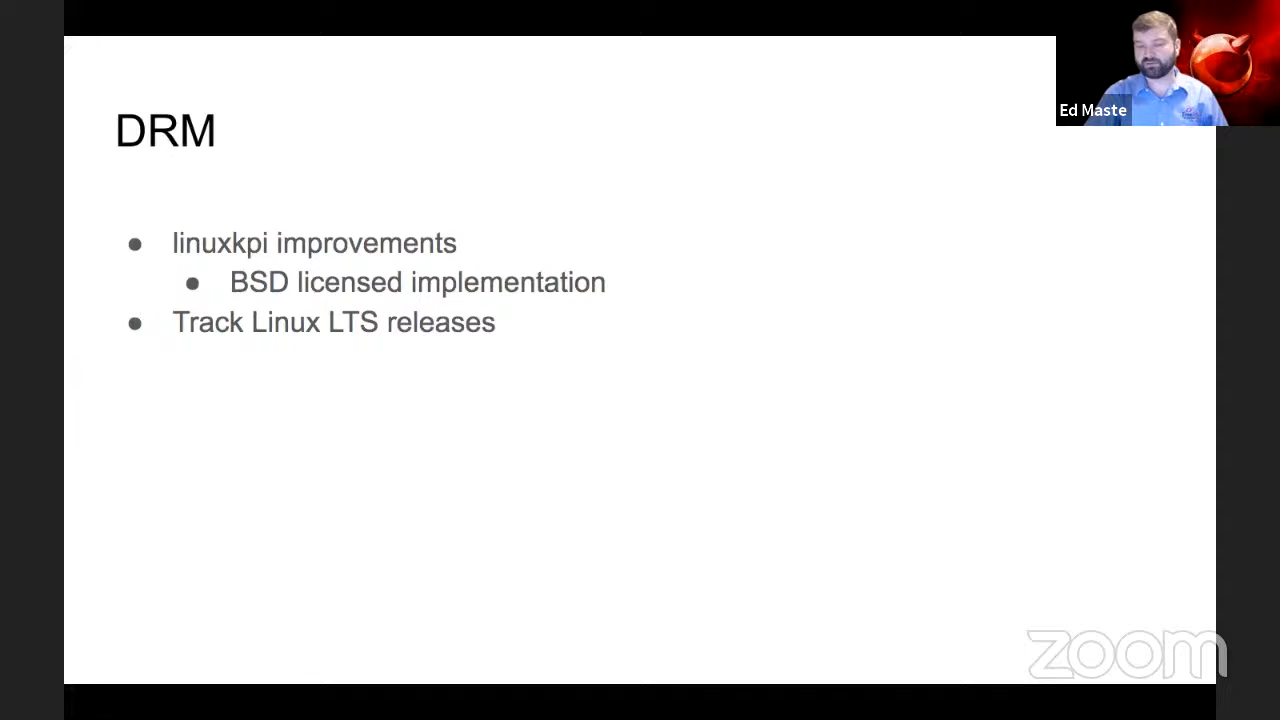 DRM
Ed Maste
● linuxkpi improvements
● BSD licensed implementation
● Track Linux LTS releases
zoom